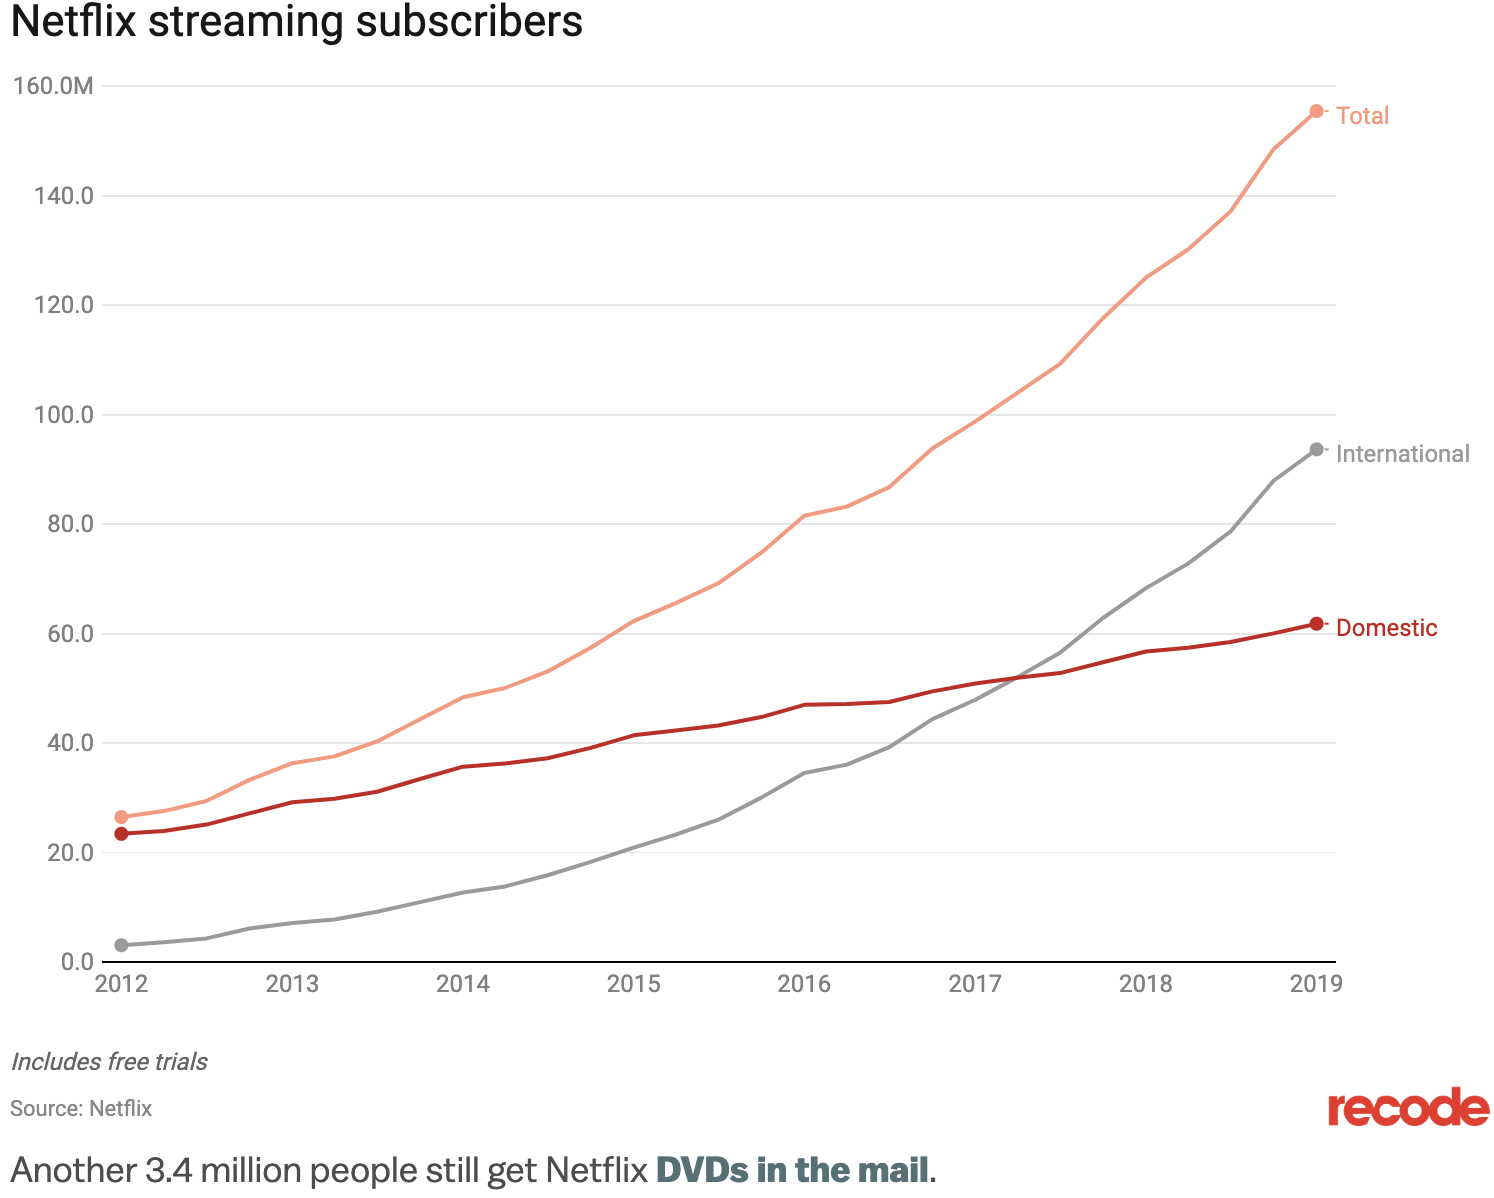 Netflix streaming subscribers
160.0M
Total
140.0
120.0
100.0
International
80.0
60.0
Domestic
40.0
20.0
0.0
2012 2013 2014 2015 2016 2017 2018 2019
Includes free trials
Source: Netflix
recode
Another 3.4 million people still get Netflix DVDs in the mail.